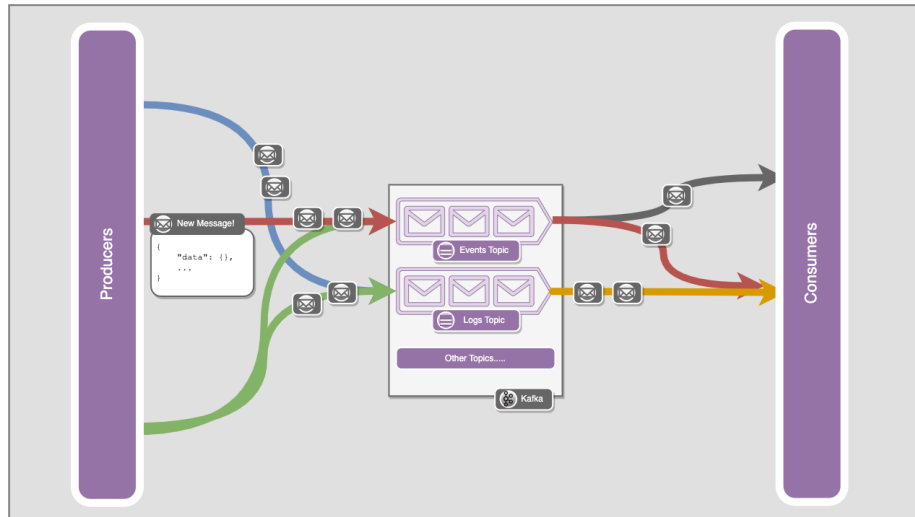 Producers
New Message!
{
"data": {},
...
}
Events Topic
Logs Topic
Other Topics.....
Kafka
Consumers